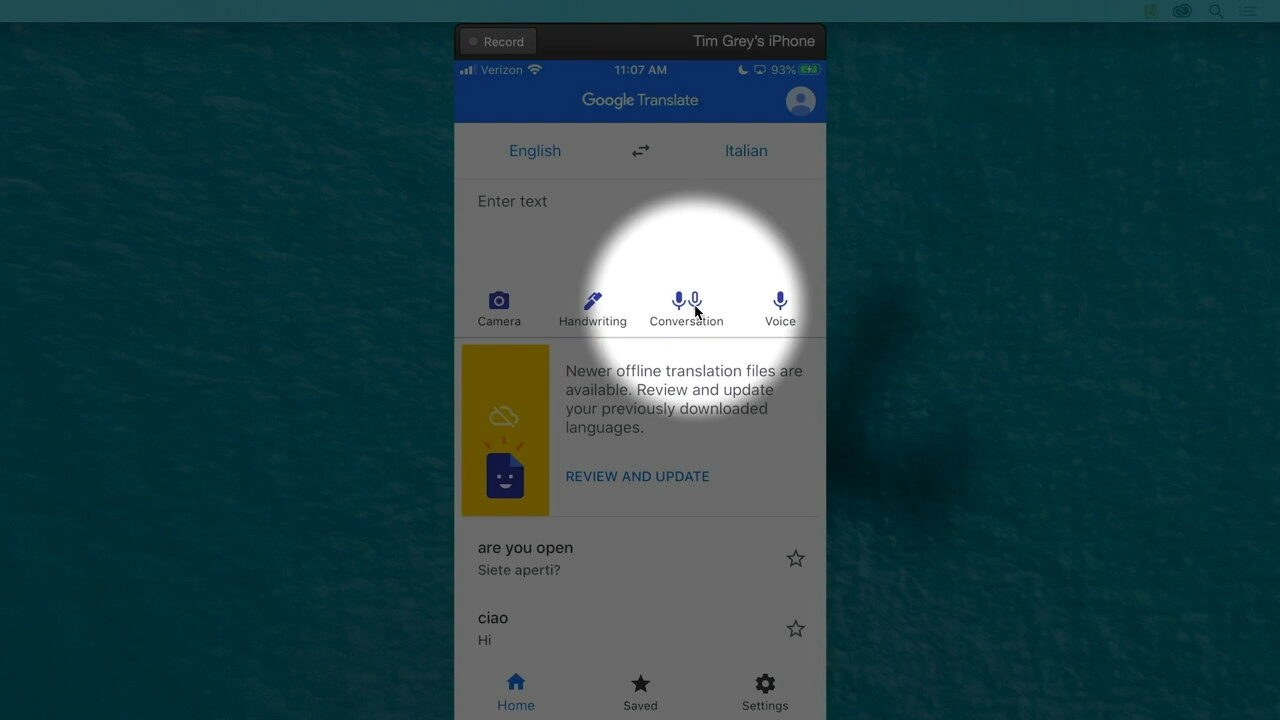 Record
Tim Grey's iPhone
Verizon
11:07 AM
93%
Google Translate
English
Italian
Enter text
Camera
Handwriting
Conversation
Voice
Newer offline translation files are
available. Review and update
your previously downloaded
languages.
REVIEW AND UPDATE
are you open
Siete aperti?
ciao
Hi
Home
Saved
Settings